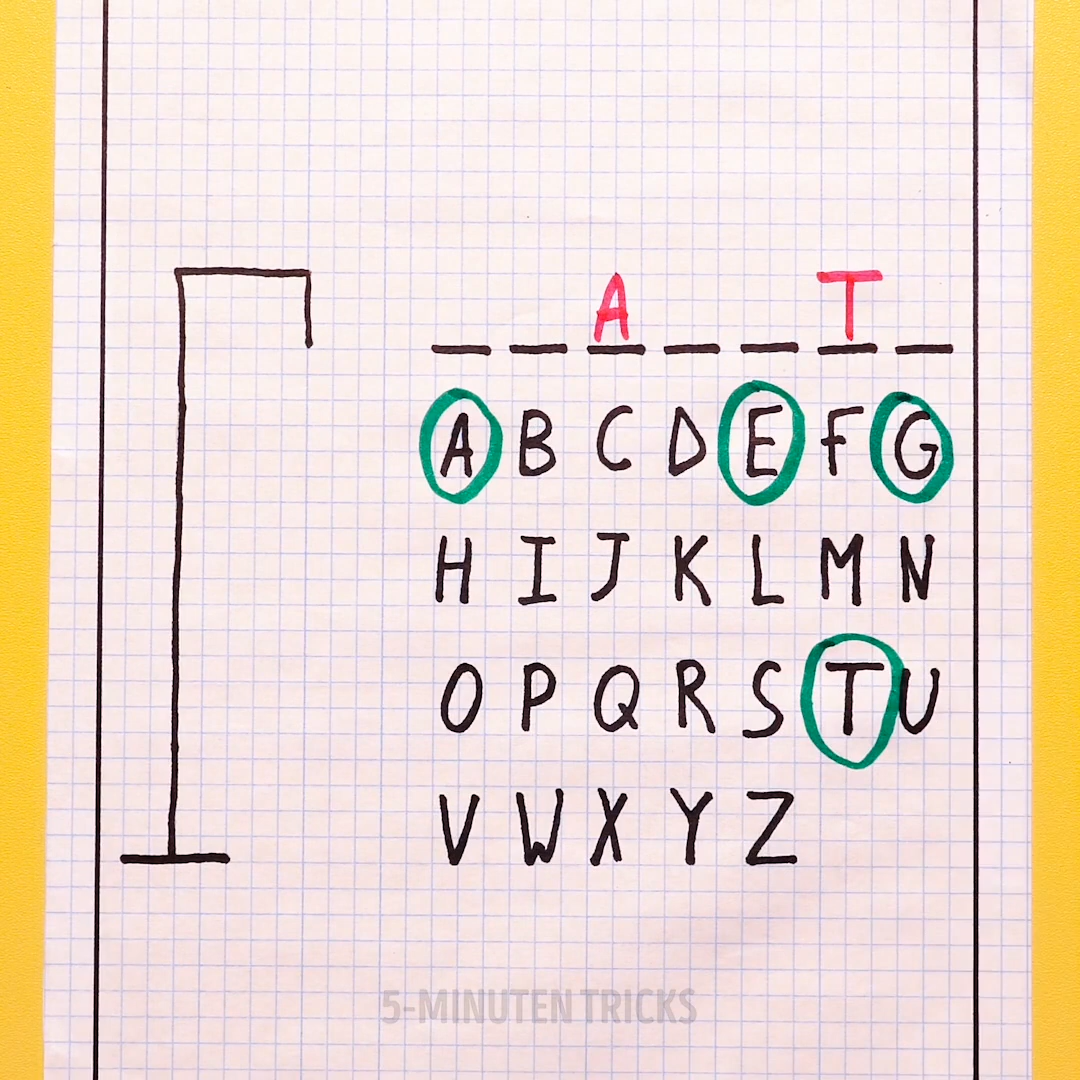 A T
A B C D E F G
H I J K L M N
O P Q R S T U
V W X Y Z
5-MINUTEN TRICKS